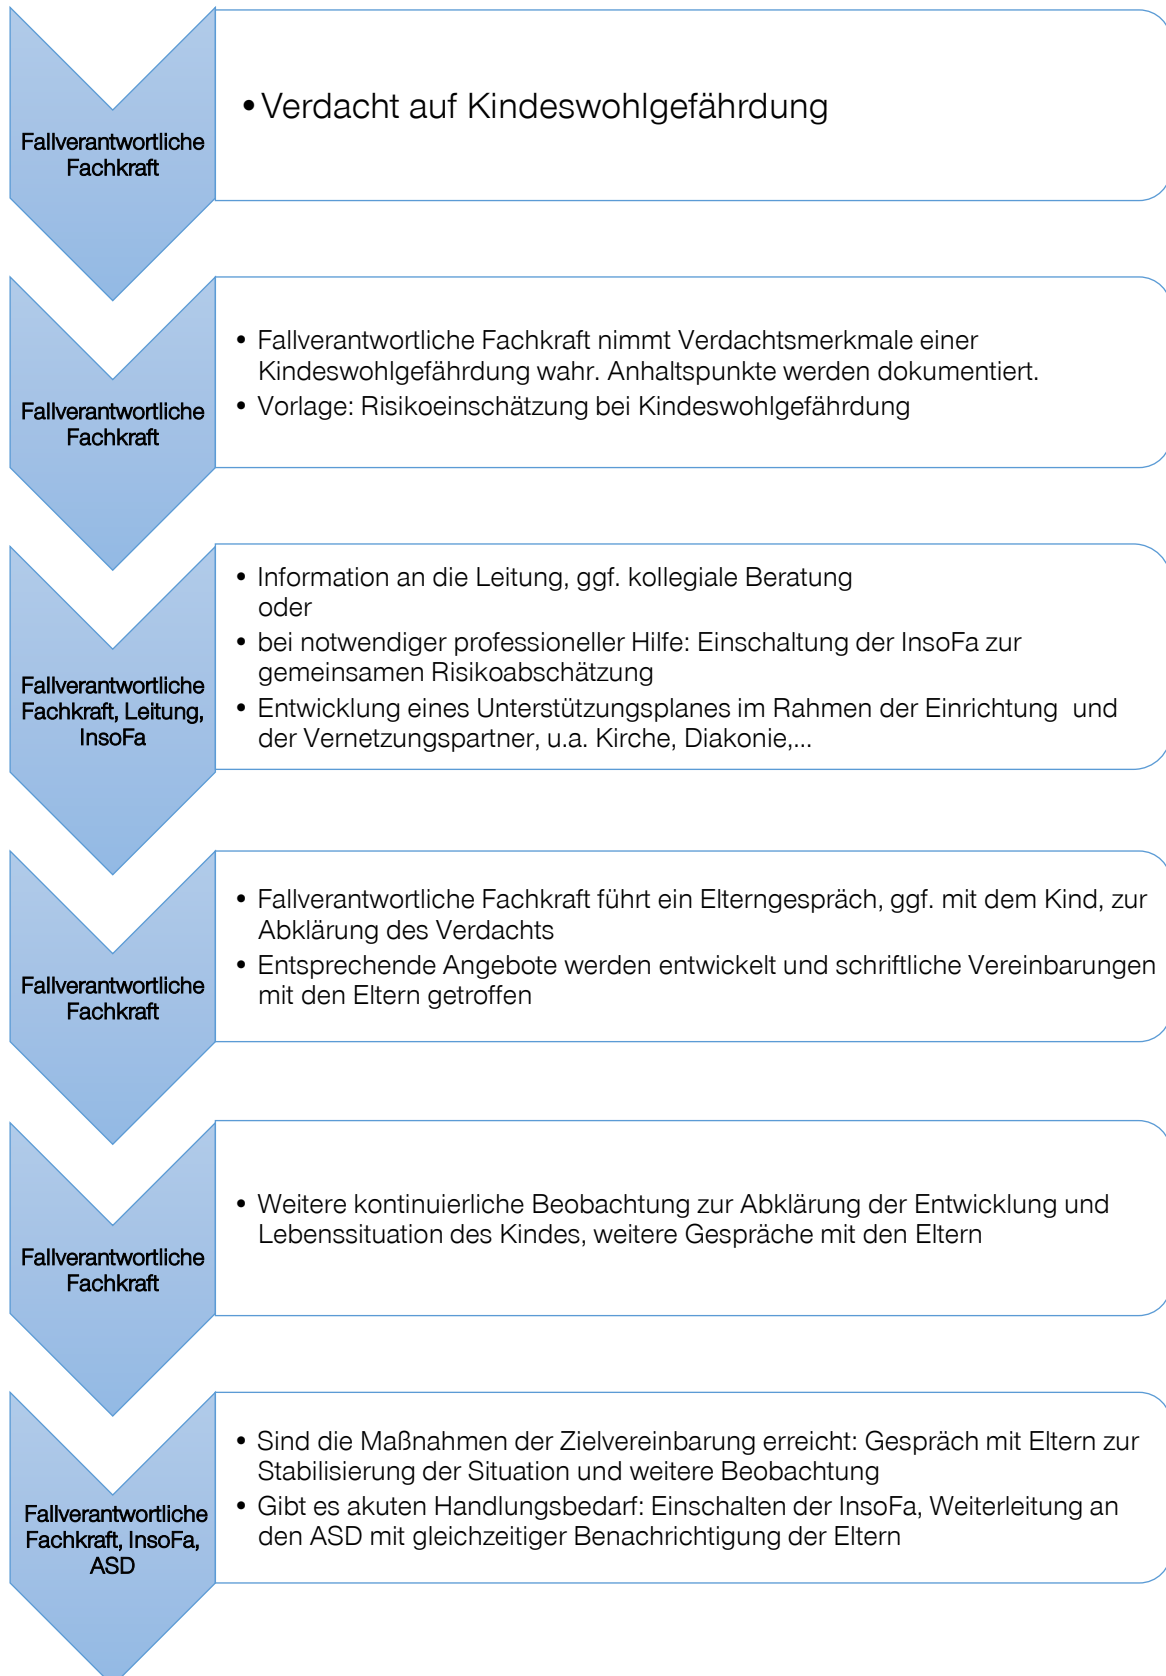 Fallverantwortliche
Fachkraft
• Verdacht auf Kindeswohlgefährdung
Fallverantwortliche
Fachkraft
• Fallverantwortliche Fachkraft nimmt Verdachtsmerkmale einer
Kindeswohlgefährdung wahr. Anhaltspunkte werden dokumentiert.
• Vorlage: Risikoeinschätzung bei Kindeswohlgefährdung
Fallverantwortliche
Fachkraft, Leitung,
InsoFa
• Information an die Leitung, ggf. kollegiale Beratung
oder
• bei notwendiger professioneller Hilfe: Einschaltung der InsoFa zur
gemeinsamen Risikoabschätzung
• Entwicklung eines Unterstützungsplanes im Rahmen der Einrichtung und
der Vernetzungspartner, u.a. Kirche, Diakonie,...
Fallverantwortliche
Fachkraft
• Fallverantwortliche Fachkraft führt ein Elterngespräch, ggf. mit dem Kind, zur
Abklärung des Verdachts
• Entsprechende Angebote werden entwickelt und schriftliche Vereinbarungen
mit den Eltern getroffen
Fallverantwortliche
Fachkraft
• Weitere kontinuierliche Beobachtung zur Abklärung der Entwicklung und
Lebenssituation des Kindes, weitere Gespräche mit den Eltern
Fallverantwortliche
Fachkraft, InsoFa,
ASD
• Sind die Maßnahmen der Zielvereinbarung erreicht: Gespräch mit Eltern zur
Stabilisierung der Situation und weitere Beobachtung
• Gibt es akuten Handlungsbedarf: Einschalten der InsoFa, Weiterleitung an
den ASD mit gleichzeitiger Benachrichtigung der Eltern